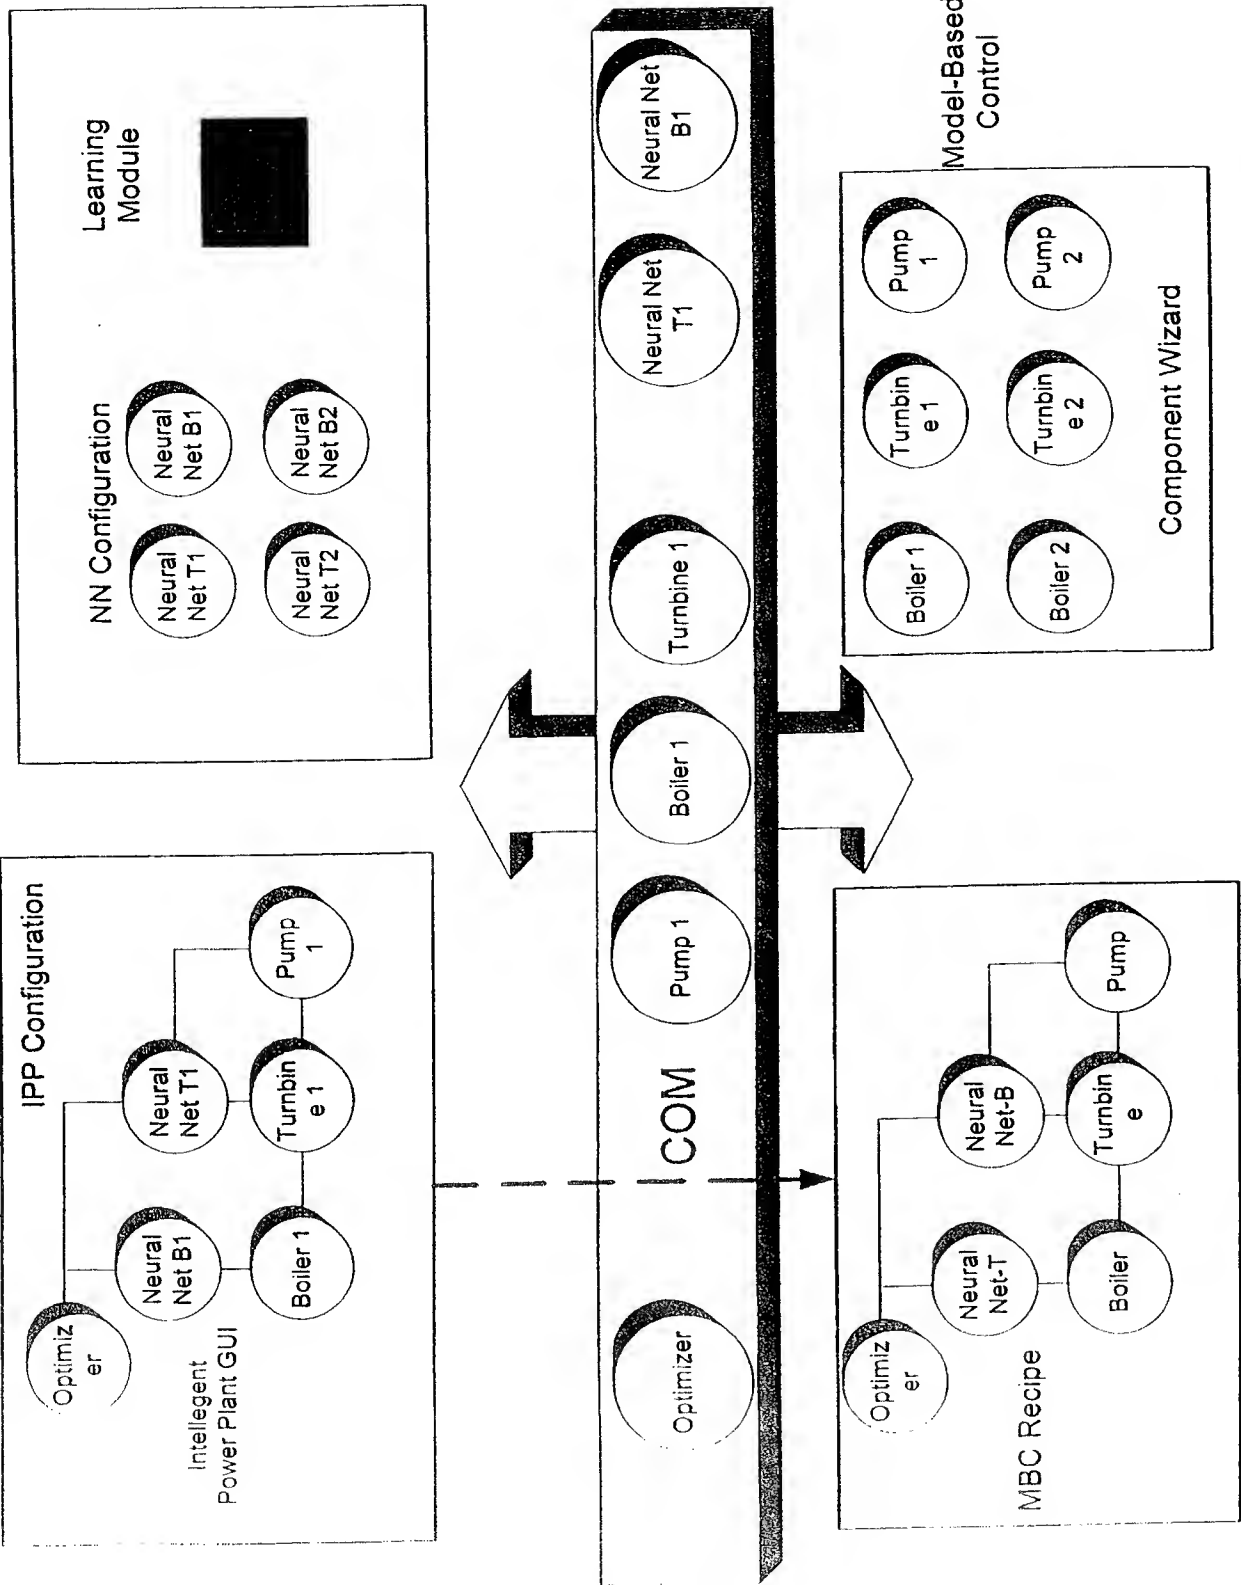 IPP Configuration
Optimiz
er
Neural
Net B1
Neural
Net T1
Boiler 1
Turnbin
e 1
Pump
1
Intellegent
Power Plant GUI
NN Configuration
Neural
Net T1
Neural
Net B1
Neural
Net T2
Neural
Net B2
Learning
Module
Optimizer
COM
Pump 1
Boiler 1
Turnbine 1
Neural Net
T1
Neural Net
B1
Optimiz
er
Neural
Net-T
Neural
Net-B
Boiler
Turnbin
e
Pump
MBC Recipe
Boiler 1
Turnbin
e 1
Pump
1
Boiler 2
Turnbin
e 2
Pump
2
Component Wizard
Model-Based
Control